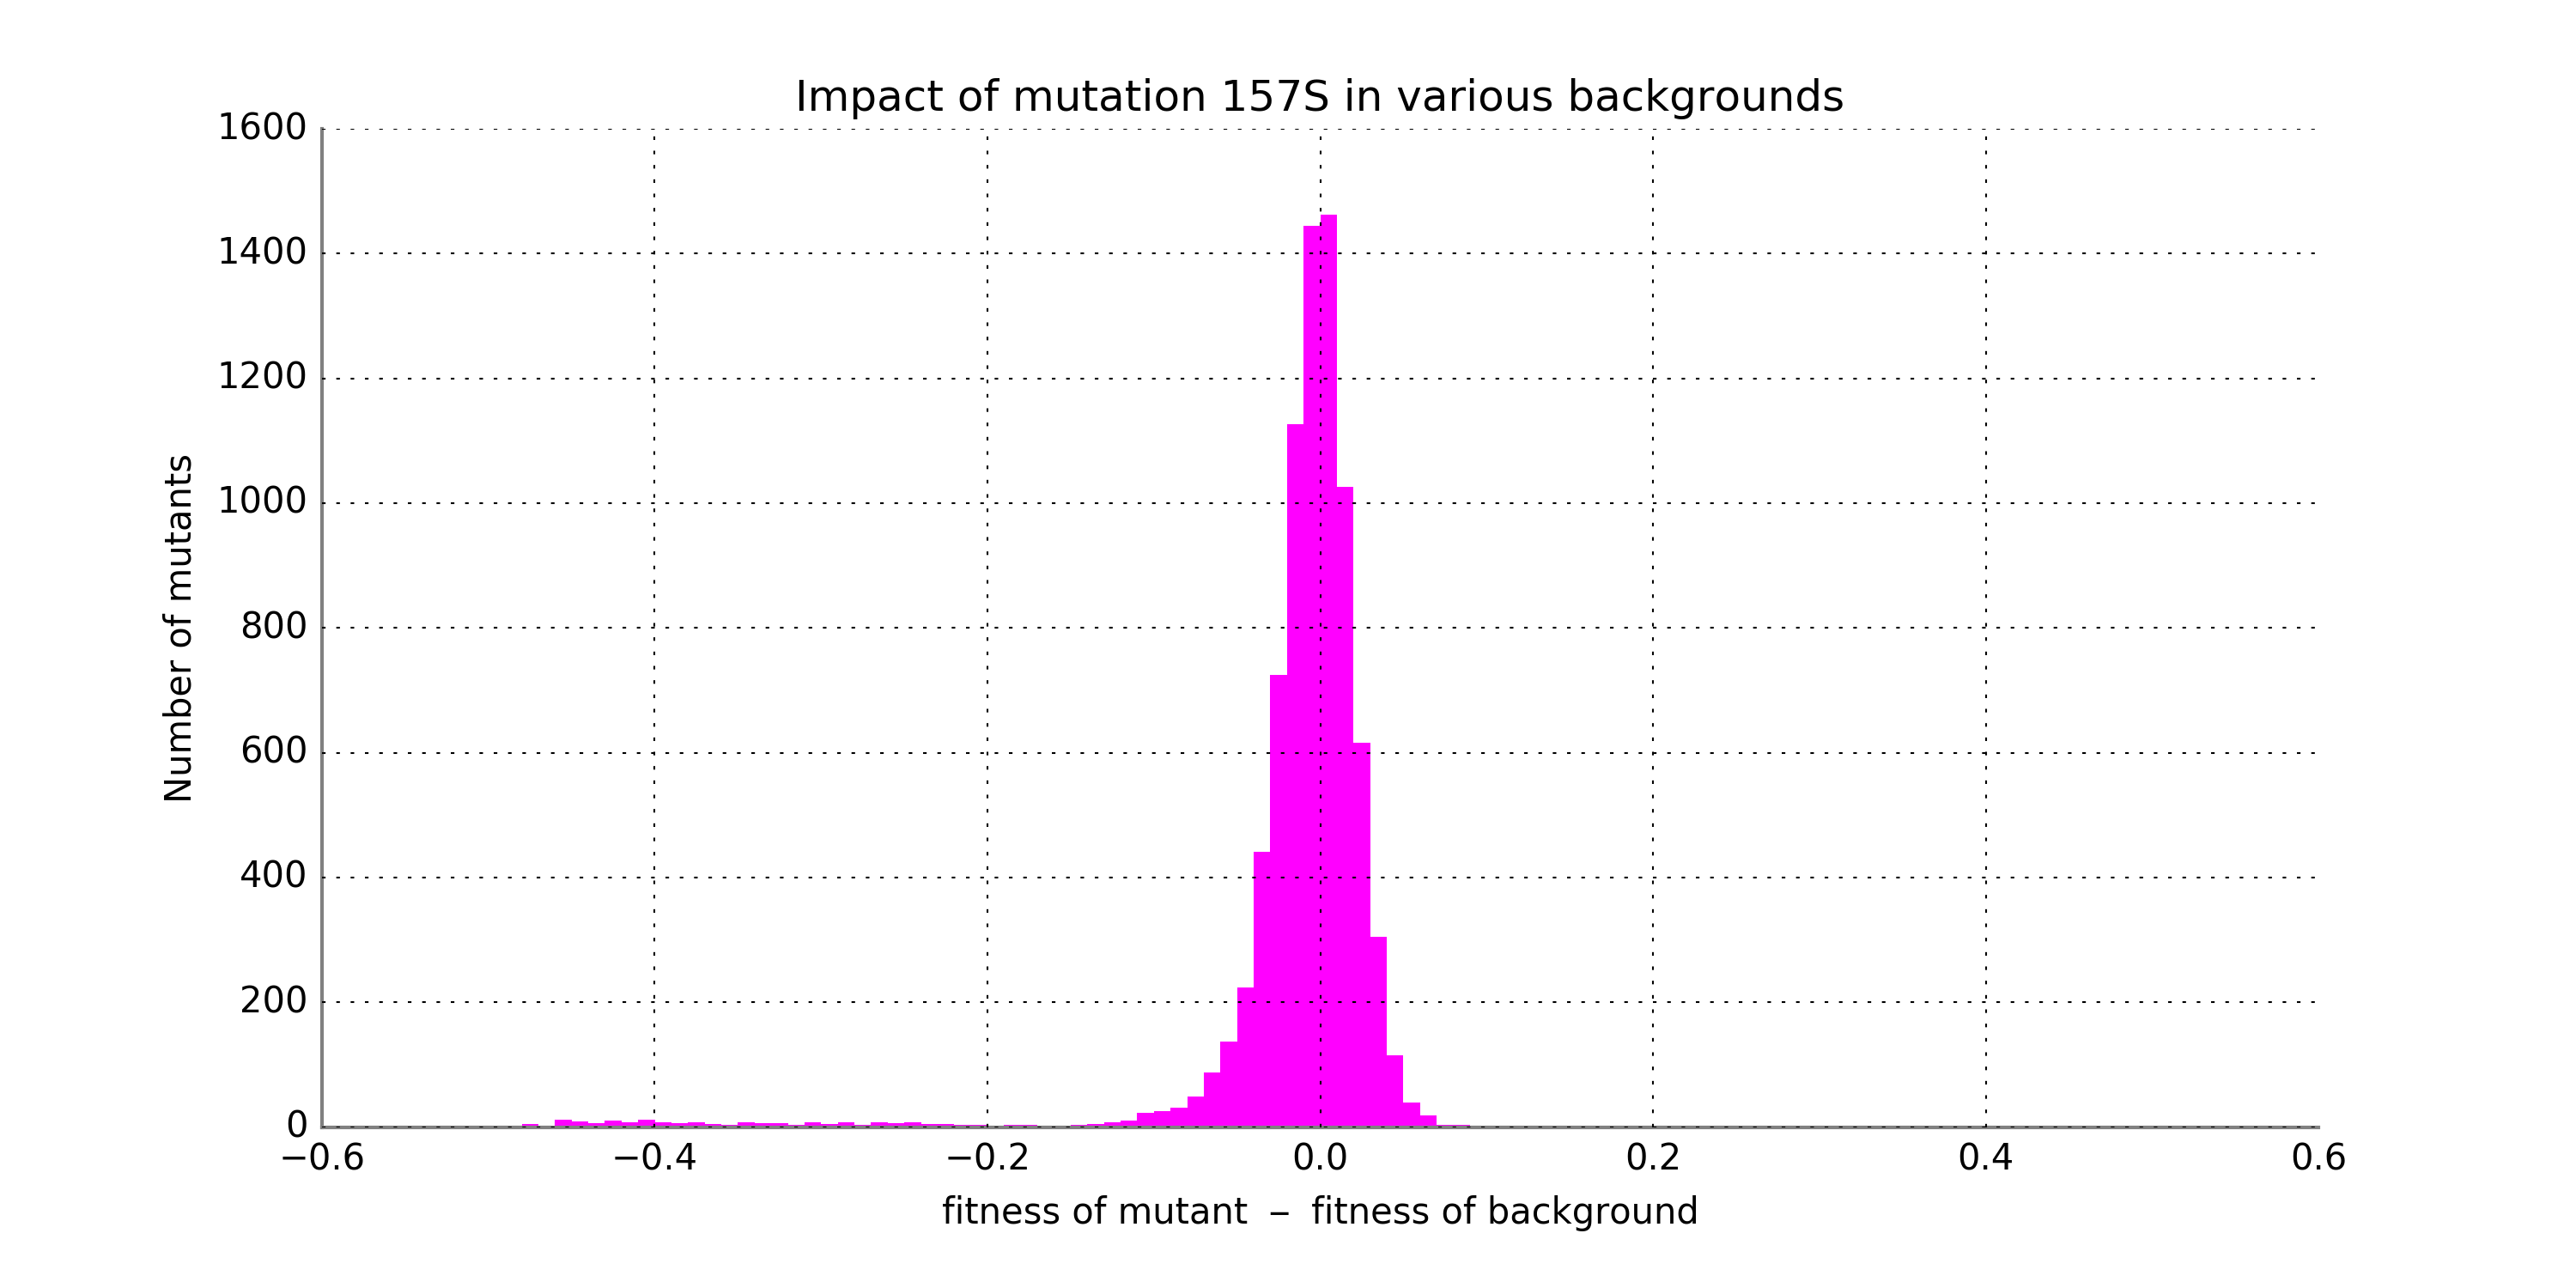 Impact of mutation 157S in various backgrounds
1600
1400
1200
1000
800
600
400
200
0
Number of mutants
−0.6 −0.4 −0.2 0.0 0.2 0.4 0.6
fitness of mutant − fitness of background